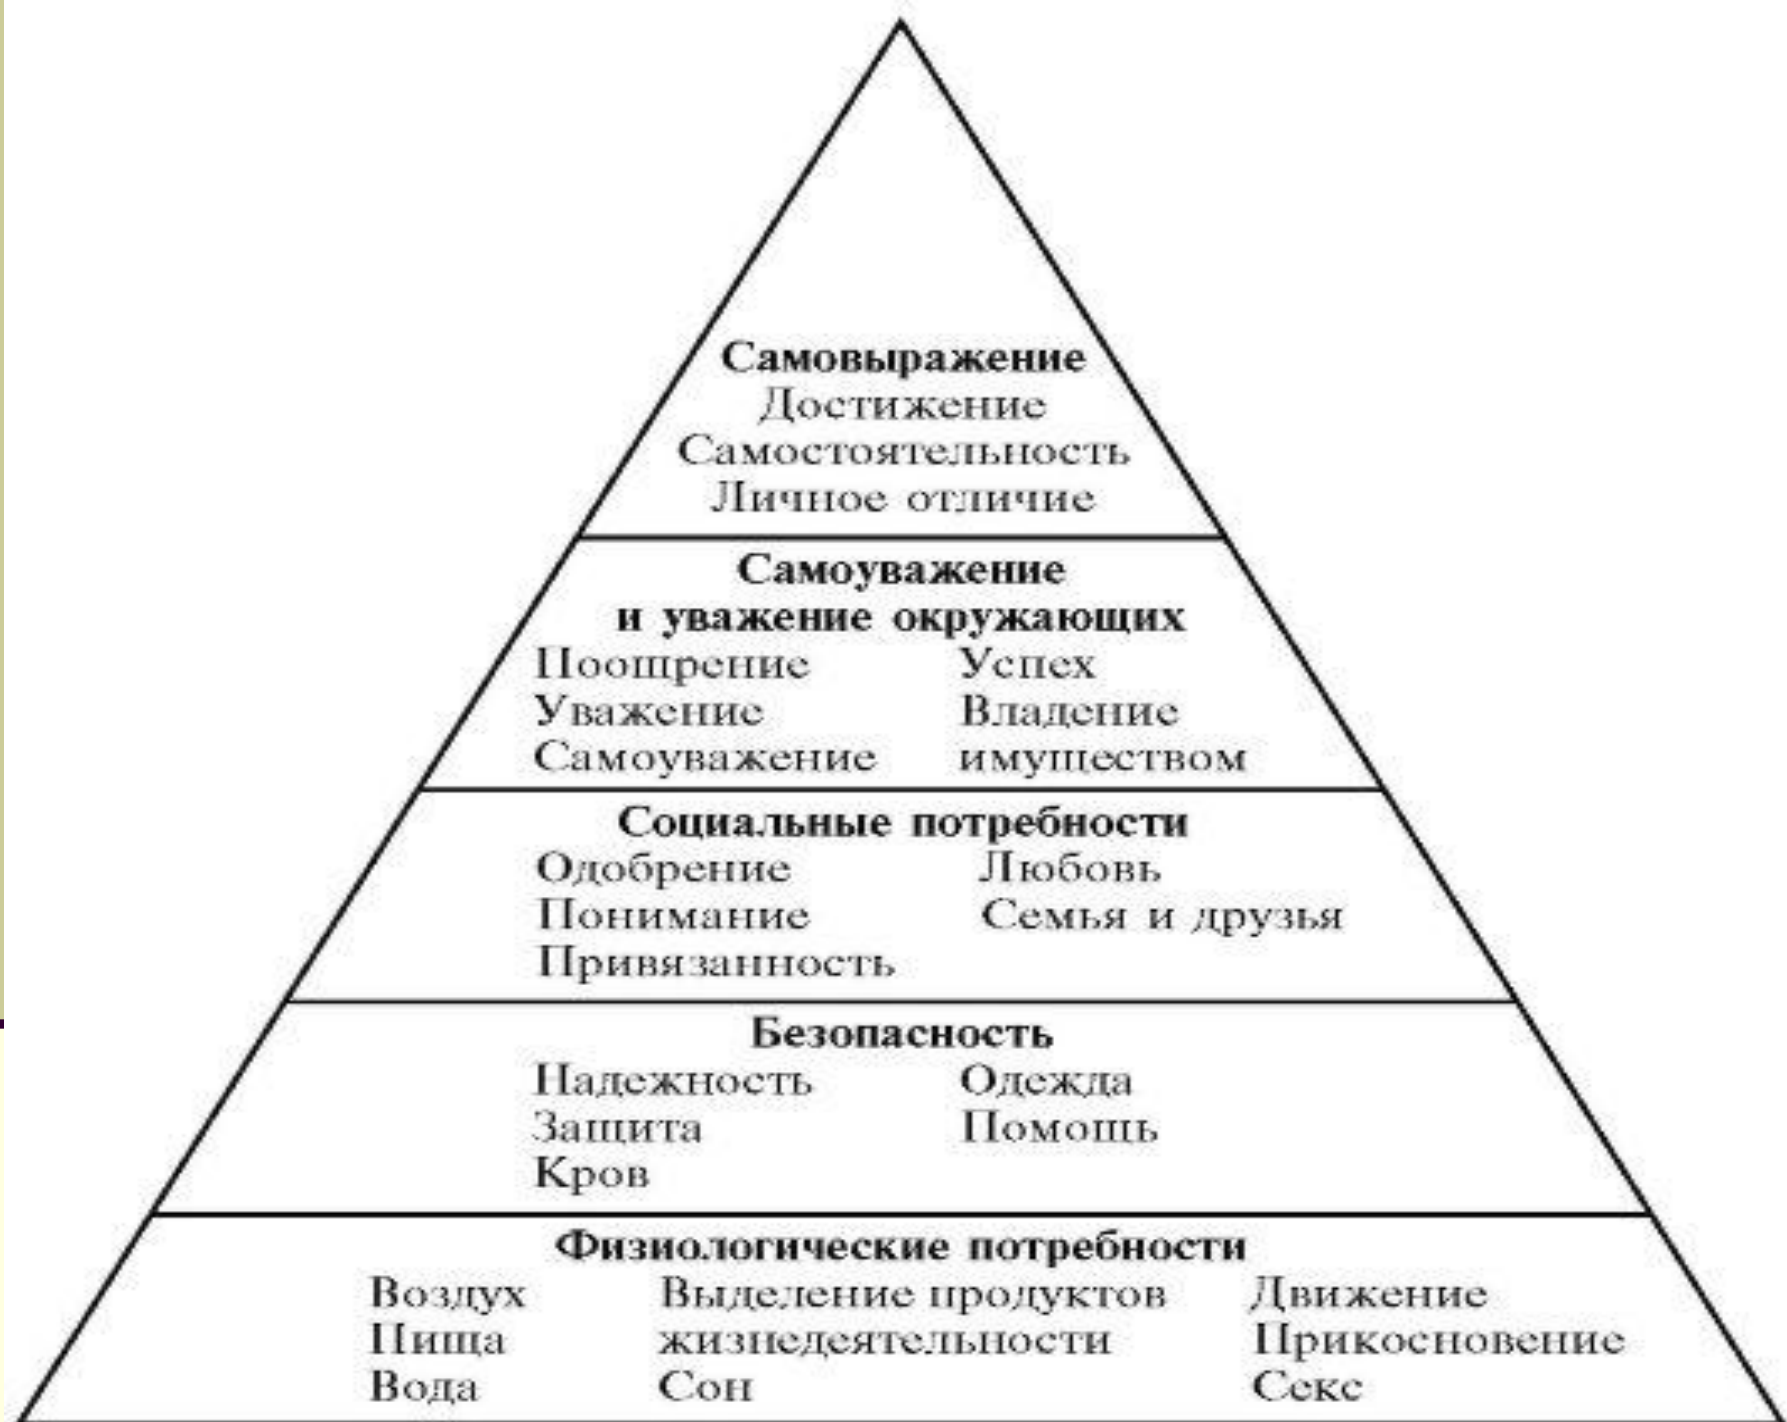 Самовыражение
Достижение
Самостоятельность
Личное отличие
Самоуважение
и уважение окружающих
Поощрение Успех
Уважение Владение
Самоуважение имуществом
Социальные потребности
Одобрение Любовь
Понимание Семья и друзья
Привязанность
Безопасность
Надежность Одежда
Защита Помощь
Кров
Физиологические потребности
Воздух Выделение продуктов Движение
Пища жизнедеятельности Прикосновение
Вода Сон Секс